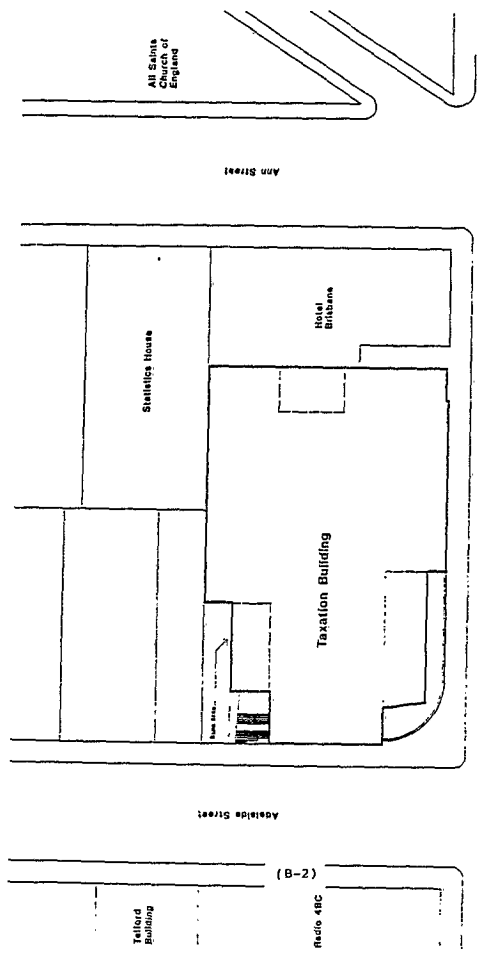 All Saints
Church of
England
Ann Street
Hotel
Brisbane
Statistics House
Taxation Building
Adelaide Street
(B-2)
Telford
Building
Radio 4BC